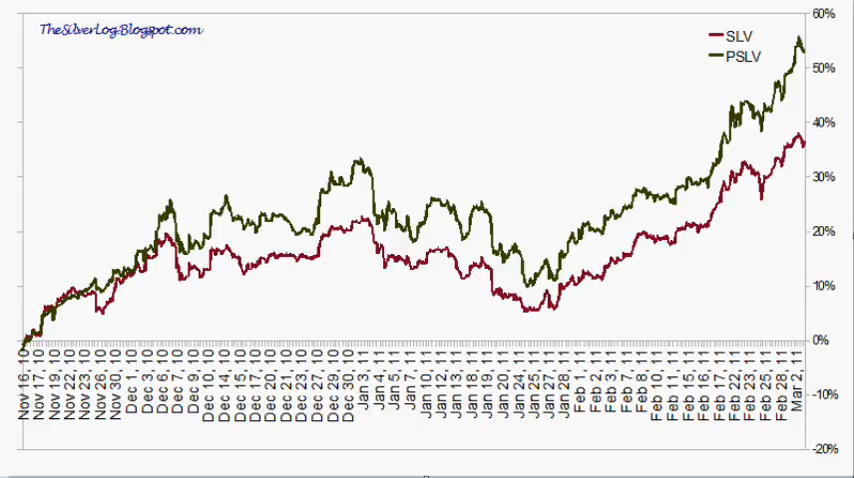 TheSilverLog.Blogspot.com
SLV
PSLV
60%
50%
40%
30%
20%
10%
0%
-10%
-20%
Nov 16, 10
Nov 17, 10
Nov 19, 10
Nov 22, 10
Nov 23, 10
Nov 26, 10
Nov 30, 10
Dec 1, 10
Dec 3, 10
Dec 6, 10
Dec 7, 10
Dec 9, 10
Dec 10, 10
Dec 14, 10
Dec 15, 10
Dec 17, 10
Dec 20, 10
Dec 21, 10
Dec 23, 10
Dec 27, 10
Dec 29, 10
Dec 30, 10
Jan 3, 11
Jan 4, 11
Jan 5, 11
Jan 7, 11
Jan 10, 11
Jan 12, 11
Jan 13, 11
Jan 18, 11
Jan 19, 11
Jan 20, 11
Jan 24, 11
Jan 25, 11
Jan 27, 11
Jan 28, 11
Feb 1, 11
Feb 2, 11
Feb 3, 11
Feb 7, 11
Feb 8, 11
Feb 10, 11
Feb 11, 11
Feb 15, 11
Feb 16, 11
Feb 17, 11
Feb 22, 11
Feb 23, 11
Feb 25, 11
Feb 28, 11
Mar 2, 11